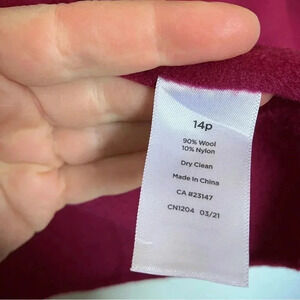 14p
90% Wool
10% Nylon
Dry Clean
Made in China
CA #23147
CN1204 03/21